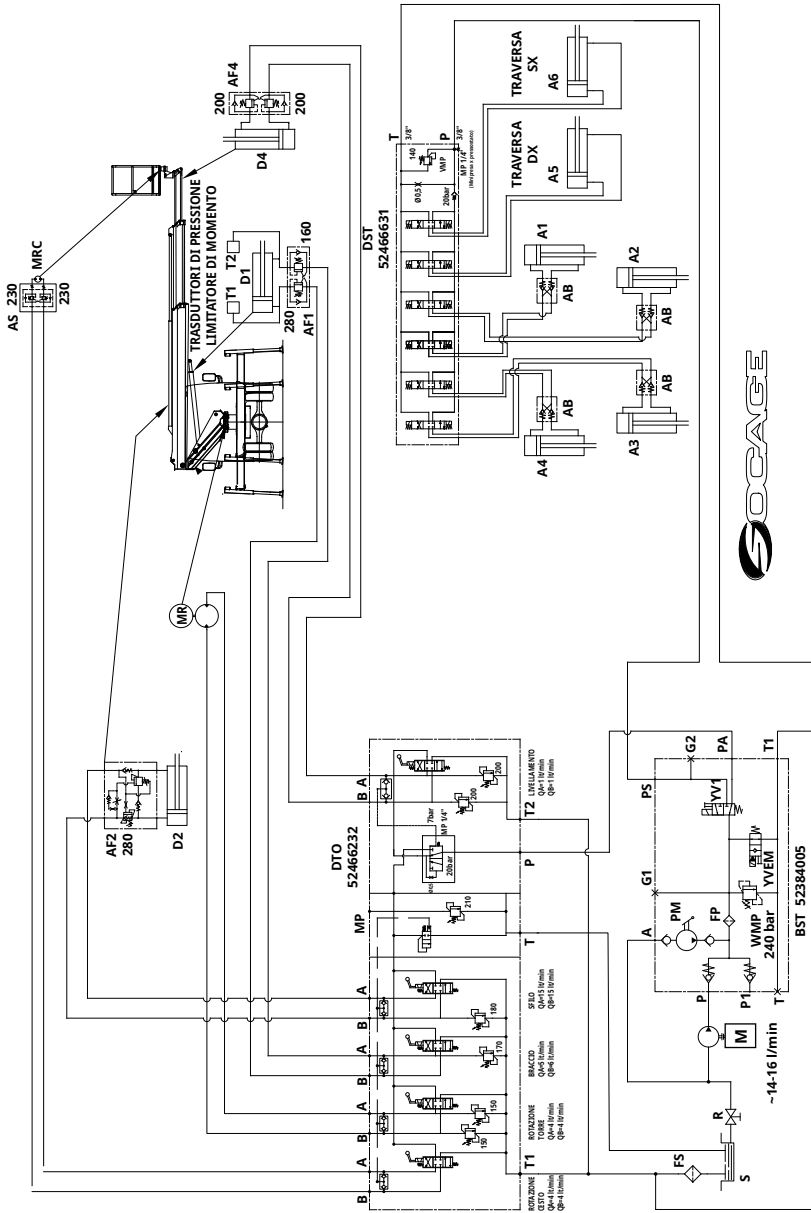 AS
230
230
MRC
TRASDUTTORI DI PRESSIONE
LIMITATORE DI MOMENTO
AF4
200
200
D4
T1
T2
D1
280
160
AF1
MR
AF2
280
D2
DST
52466631
T
3/8"
P
3/8"
140
VMP
MP 1/4"
Ø 0,5
20bar
TRAVERSA
SX
A6
TRAVERSA
DX
A5
A1
AB
A2
AB
AB
A3
AB
A4
SOCAGE
DTO
52466232
B
A
B
A
B
A
B
A
MP
B
A
ROTAZIONE
CESTO
QA=4 lt/min
QB=4 lt/min
T1
150
150
ROTAZIONE
TORRE
QA=4 lt/min
QB=4 lt/min
170
BRACCIO
QA=5 lt/min
QB=6 lt/min
180
SFILO
QA=15 lt/min
QB=15 lt/min
210
T
7bar
MP 1/4"
20bar
P
200
200
T2
LIVELLAMENTO
QA=1 lt/min
QB=1 lt/min
FS
S
R
M
~14-16 l/min
A
G1
PS
G2
PA
T1
PM
FP
P
P1
T
WMP
240 bar
YVEM
YV1
BST 52384005